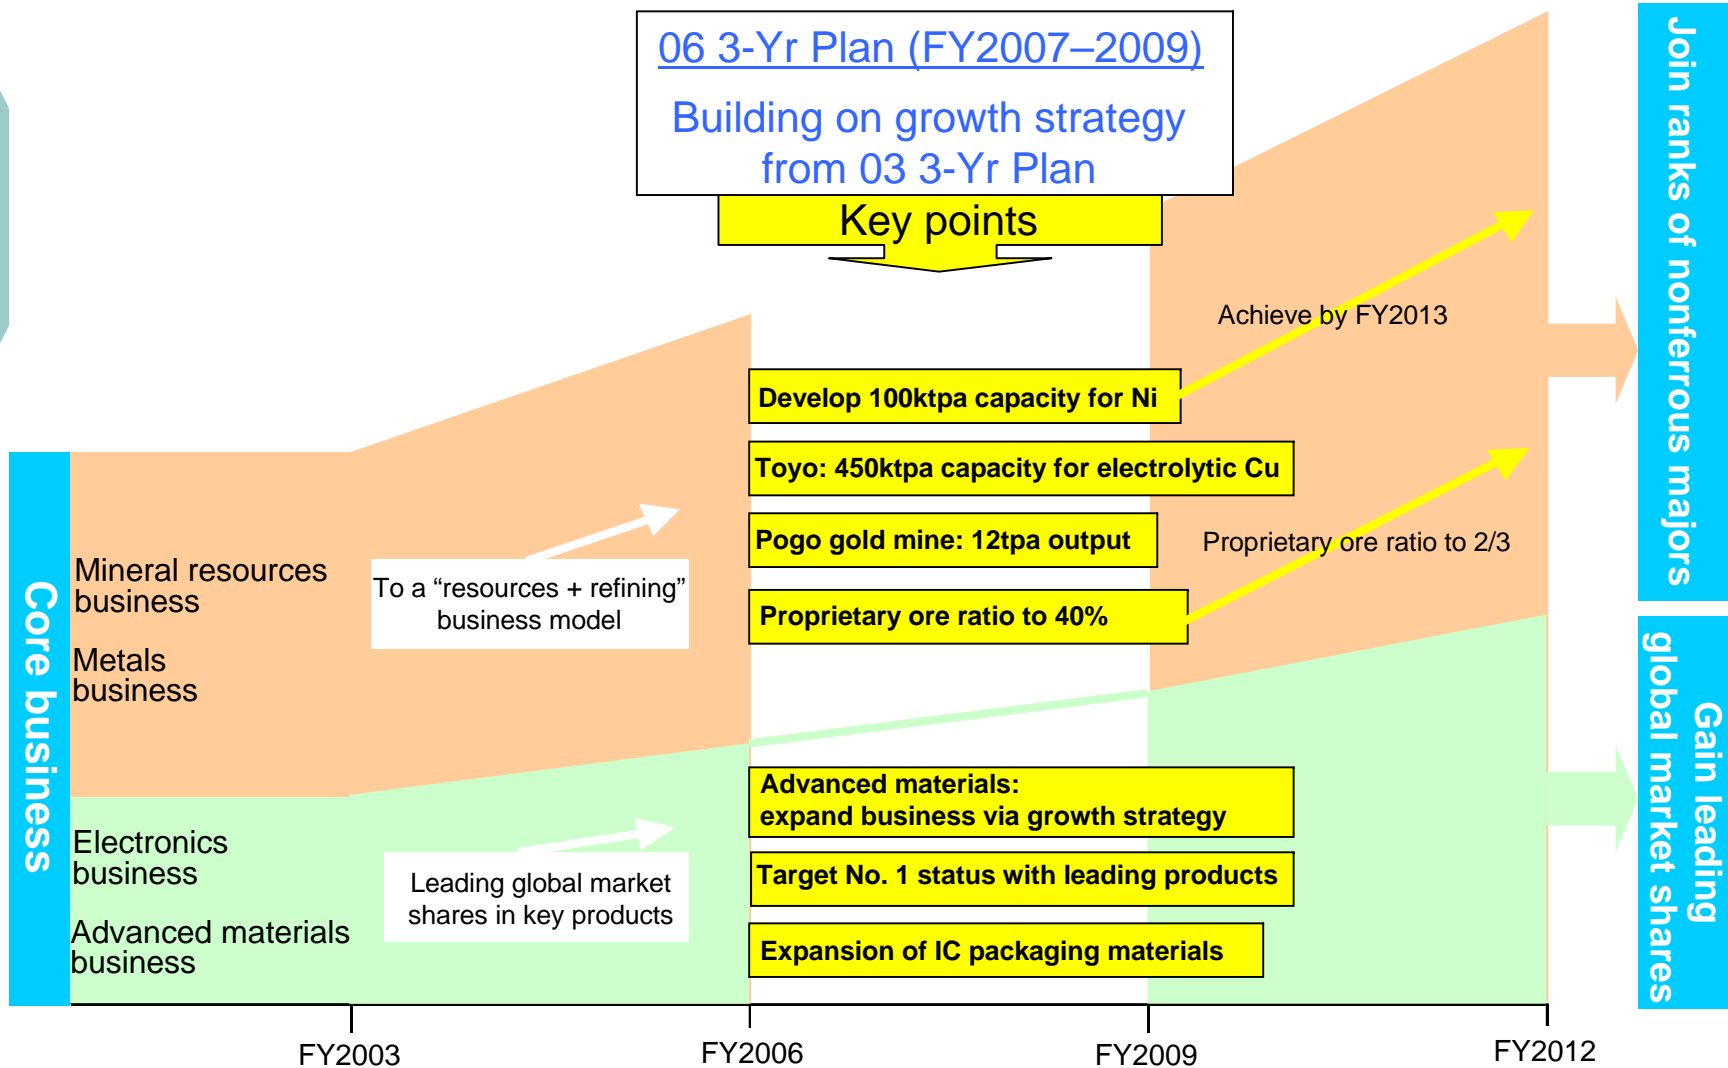 06 3-Yr Plan (FY2007–2009)
Building on growth strategy
from 03 3-Yr Plan
Key points
Core business
Mineral resources
business
Metals
business
Electronics
business
Advanced materials
business
To a “resources + refining”
business model
Leading global market
shares in key products
Develop 100ktpa capacity for Ni
Toyo: 450ktpa capacity for electrolytic Cu
Pogo gold mine: 12tpa output
Proprietary ore ratio to 40%
Advanced materials:
expand business via growth strategy
Target No. 1 status with leading products
Expansion of IC packaging materials
Achieve by FY2013
Proprietary ore ratio to 2/3
Join ranks of nonferrous majors
Gain leading
global market shares
FY2003
FY2006
FY2009
FY2012